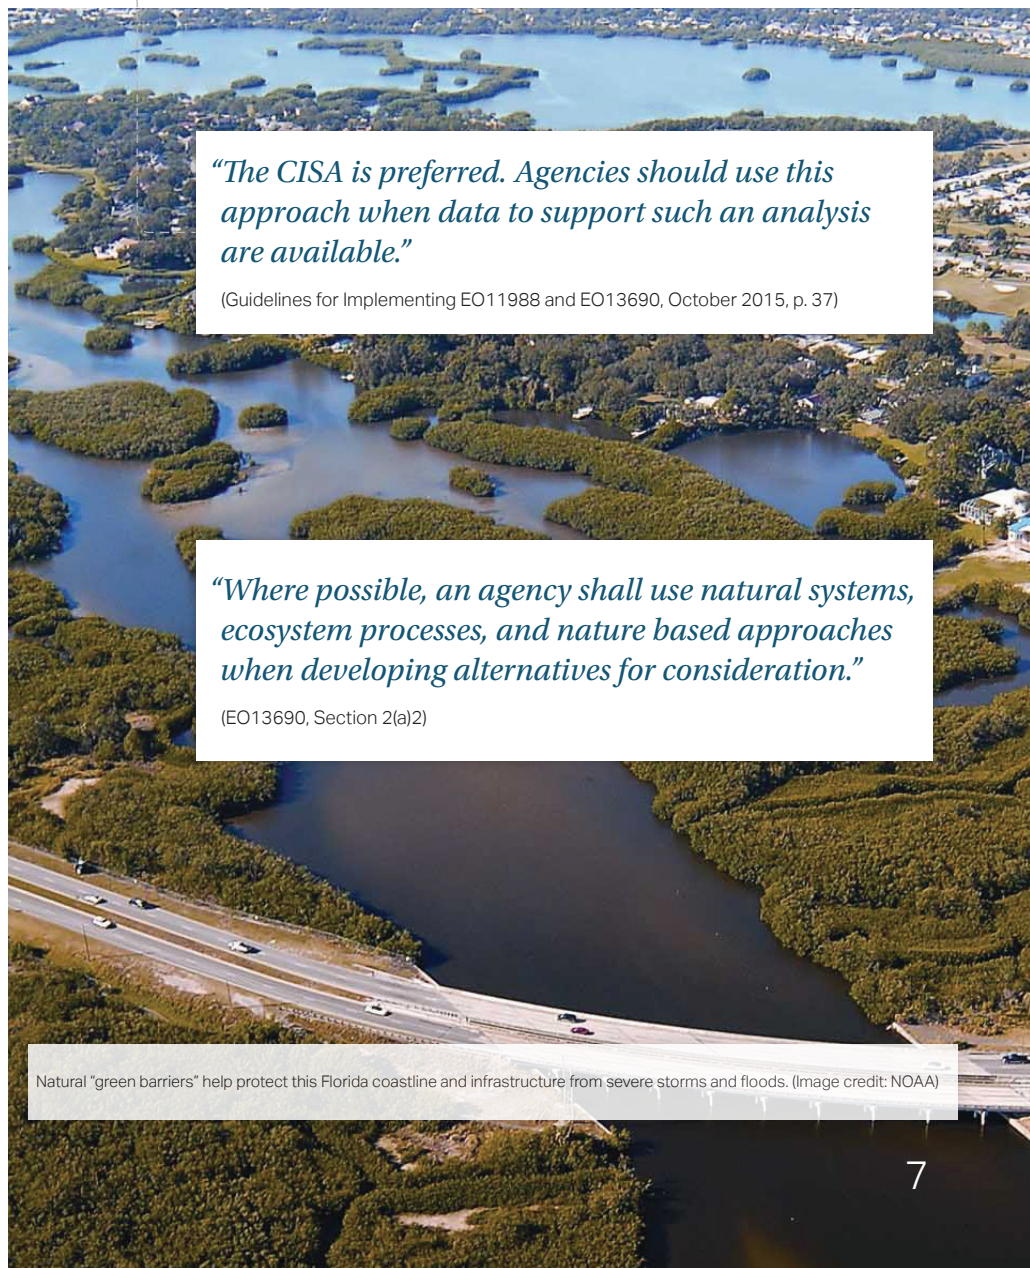 “The CISA is preferred. Agencies should use this
approach when data to support such an analysis
are available.”
(Guidelines for Implementing EO11988 and EO13690, October 2015, p. 37)
“Where possible, an agency shall use natural systems,
ecosystem processes, and nature based approaches
when developing alternatives for consideration.”
(EO13690, Section 2(a)2)
Natural “green barriers” help protect this Florida coastline and infrastructure from severe storms and floods. (Image credit: NOAA)
7